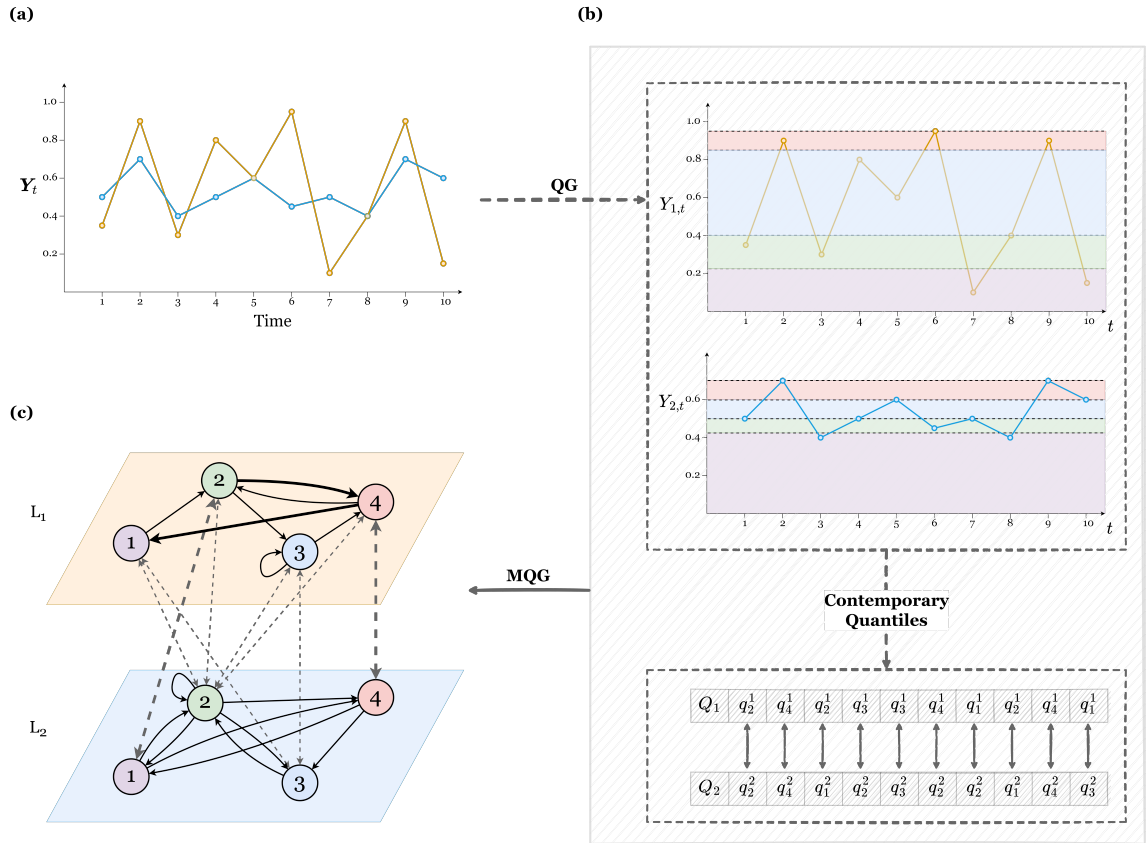 (a)
1.0
0.8
0.6
0.4
0.2
Y_t
1 2 3 4 5 6 7 8 9 10
Time
QG
(b)
1.0
0.8
0.6
0.4
0.2
Y_{1,t}
1 2 3 4 5 6 7 8 9 10
t
Y_{2,t}
0.6
0.4
0.2
1 2 3 4 5 6 7 8 9 10
t
Contemporary
Quantiles
Q_1 q_2^1 q_4^1 q_2^1 q_3^1 q_3^1 q_4^1 q_1^1 q_2^1 q_4^1 q_1^1
Q_2 q_2^2 q_4^2 q_1^2 q_2^2 q_3^2 q_2^2 q_2^2 q_1^2 q_4^2 q_3^2
MQG
(c)
L_1
2
4
1
3
L_2
2
4
1
3